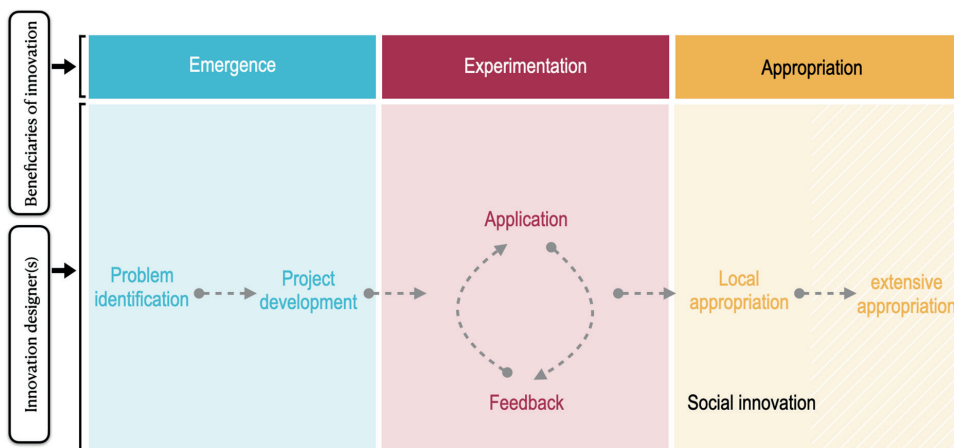 Beneficiaries of innovation
Emergence
Experimentation
Appropriation
Innovation designer(s)
Problem
identification
Project
development
Application
Feedback
Local
appropriation
extensive
appropriation
Social innovation